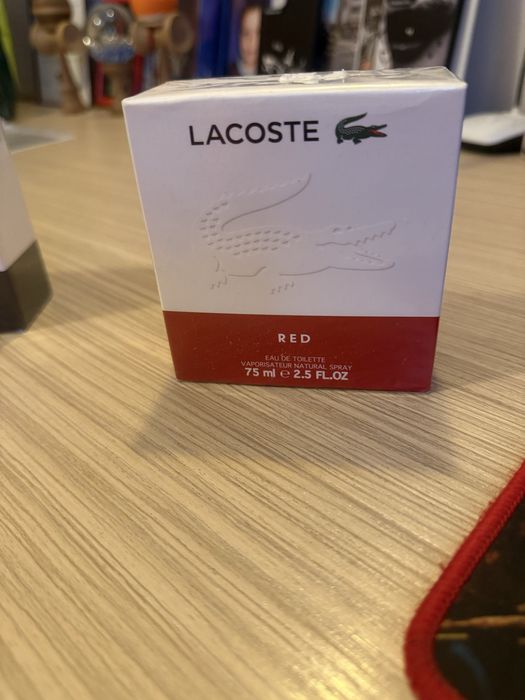 LACOSTE
RED
EAU DE TOILETTE
VAPORISATEUR NATURAL SPRAY
75 ml ℮ 2.5 FL.OZ